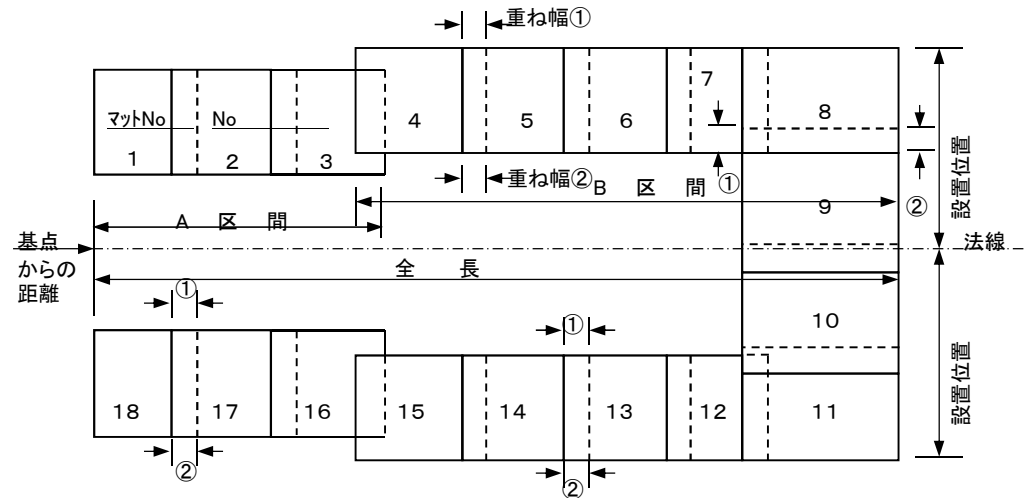 重ね幅①
マットNo No
1 2 3 4 5 6 7 8
重ね幅② B 区 間 ①
9 ②
設置位置
A 区 間
基点
からの
距離
法線
全 長
① ①
10
設置位置
18 17 16 15 14 13 12 11
② ②